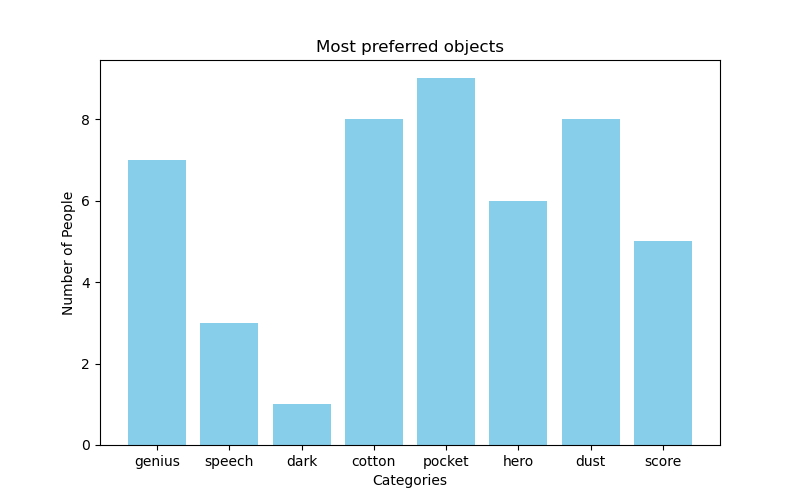 Most preferred objects
Number of People
8
6
4
2
0
genius speech dark cotton pocket hero dust score
Categories